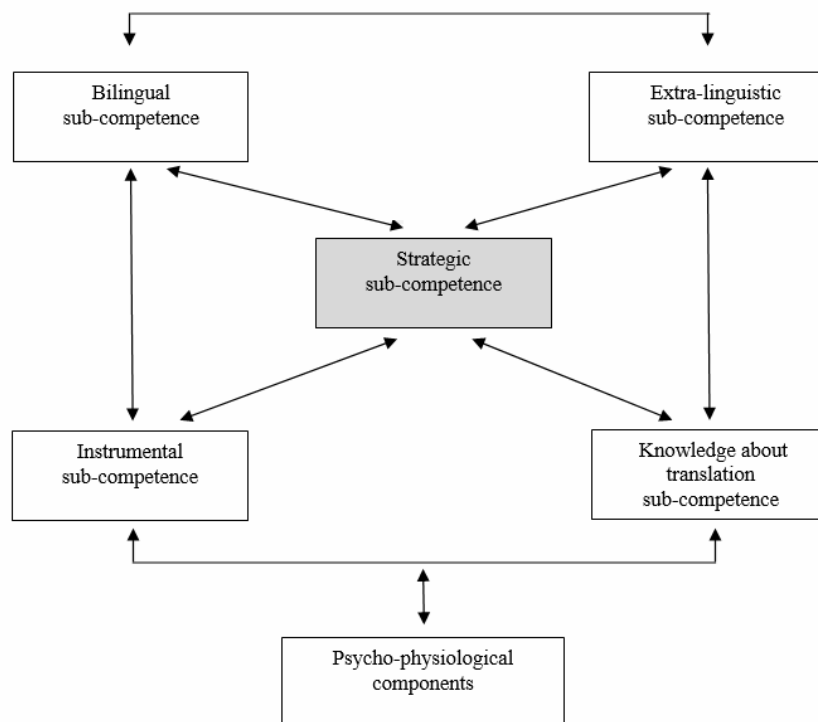 Bilingual
sub-competence
Extra-linguistic
sub-competence
Strategic
sub-competence
Instrumental
sub-competence
Knowledge about
translation
sub-competence
Psycho-physiological
components